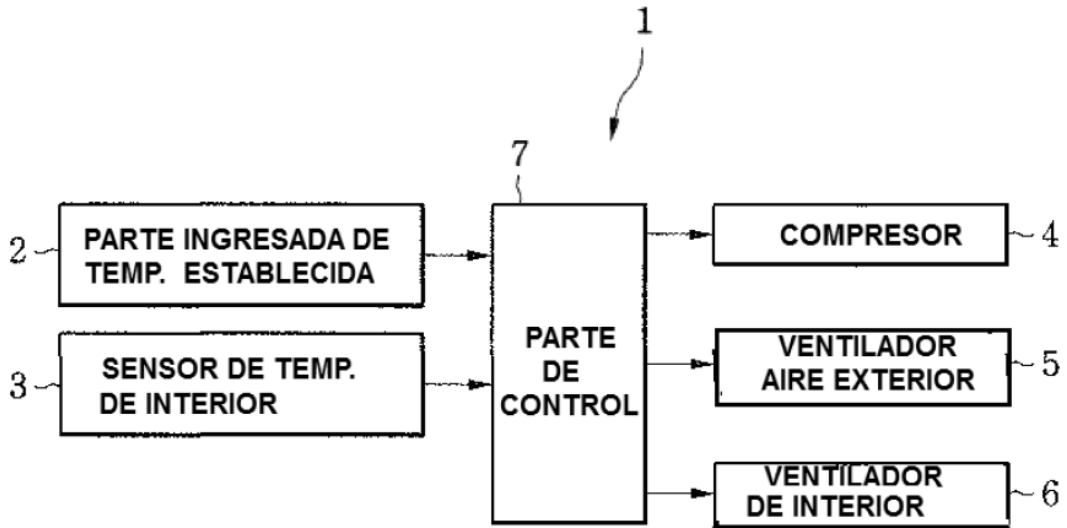 1
7
2
PARTE INGRESADA DE
TEMP. ESTABLECIDA
3
SENSOR DE TEMP.
DE INTERIOR
PARTE
DE
CONTROL
COMPRESOR
4
VENTILADOR
AIRE EXTERIOR
5
VENTILADOR
DE INTERIOR
6